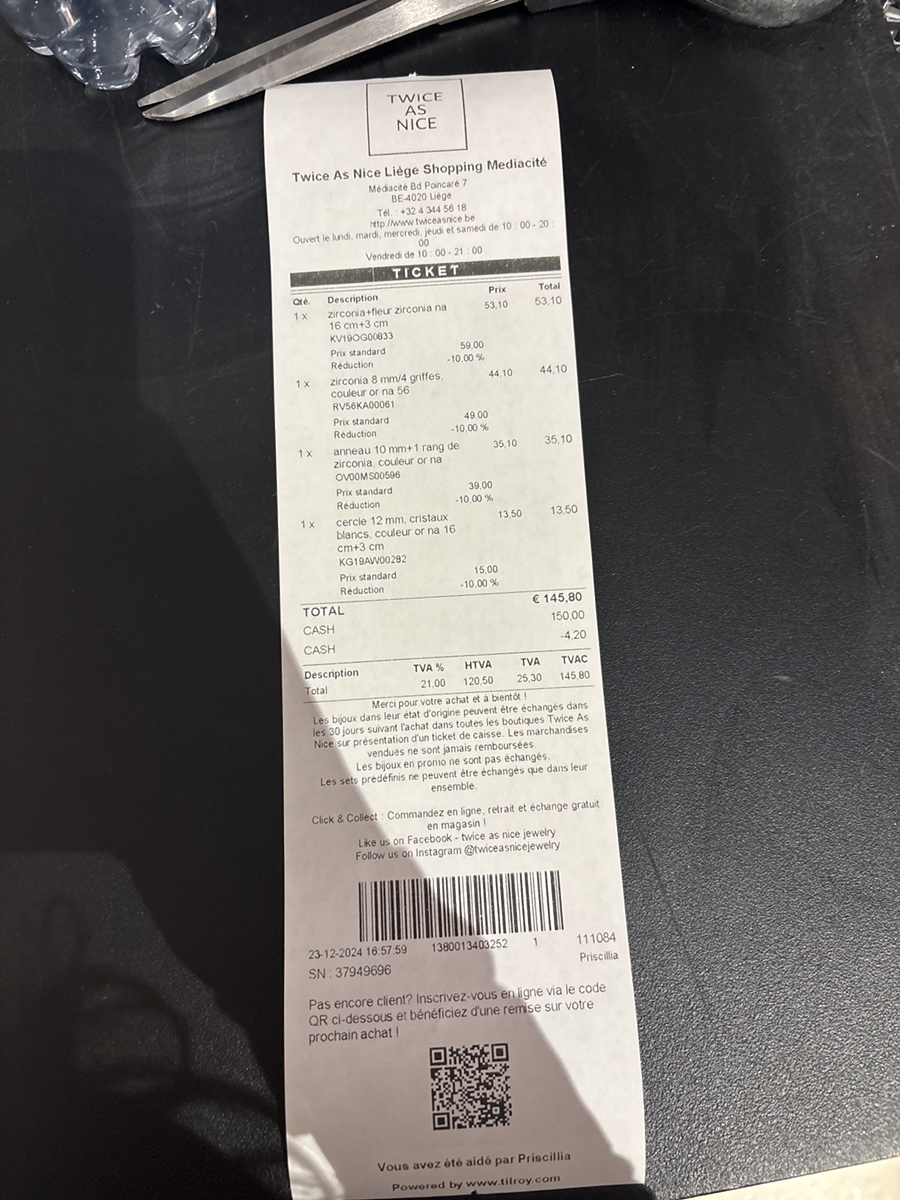 TWICE
AS
NICE
Twice As Nice Liège Shopping Mediacité
Médiacité Bd Poincaré 7
BE-4020 Liège
Tél. : +32 4 344 56 18
http://www.twiceasnice.be
Ouvert le lundi, mardi, mercredi, jeudi et samedi de 10 : 00 - 20 :
00
Vendredi de 10 : 00 - 21 : 00
TICKET
Qté. Description Prix Total
1 x zirconia+fleur zirconia na 53,10 53,10
16 cm+3 cm
KV19OG00833
Prix standard 59,00
Réduction -10,00 %
1 x zirconia 8 mm/4 griffes, 44,10 44,10
couleur or na 56
RV56KA00061
Prix standard 49,00
Réduction -10,00 %
1 x anneau 10 mm+1 rang de 35,10 35,10
zirconia, couleur or na
OV00MS00596
Prix standard 39,00
Réduction -10,00 %
1 x cercle 12 mm, cristaux 13,50 13,50
blancs, couleur or na 16
cm+3 cm
KG19AW00292
Prix standard 15,00
Réduction -10,00 %
TOTAL € 145,80
CASH 150,00
CASH -4,20
Description TVA % HTVA TVA TVAC
Total 21,00 120,50 25,30 145,80
Merci pour votre achat et à bientôt !
Les bijoux dans leur état d'origine peuvent être échangés dans
les 30 jours suivant l'achat dans toutes les boutiques Twice As
Nice sur présentation d'un ticket de caisse. Les marchandises
vendues ne sont jamais remboursées.
Les bijoux en promo ne sont pas échangés.
Les sets prédéfinis ne peuvent être échangés que dans leur
ensemble.
Click & Collect : Commandez en ligne, retrait et échange gratuit
en magasin !
Like us on Facebook - twice as nice jewelry
Follow us on Instagram @twiceasnicejewelry
23-12-2024 16:57:59 1380013403252 1 111084
SN : 37949696 Priscillia
Pas encore client? Inscrivez-vous en ligne via le code
QR ci-dessous et bénéficiez d'une remise sur votre
prochain achat !
Vous avez été aidé par Priscillia
Powered by www.tilroy.com